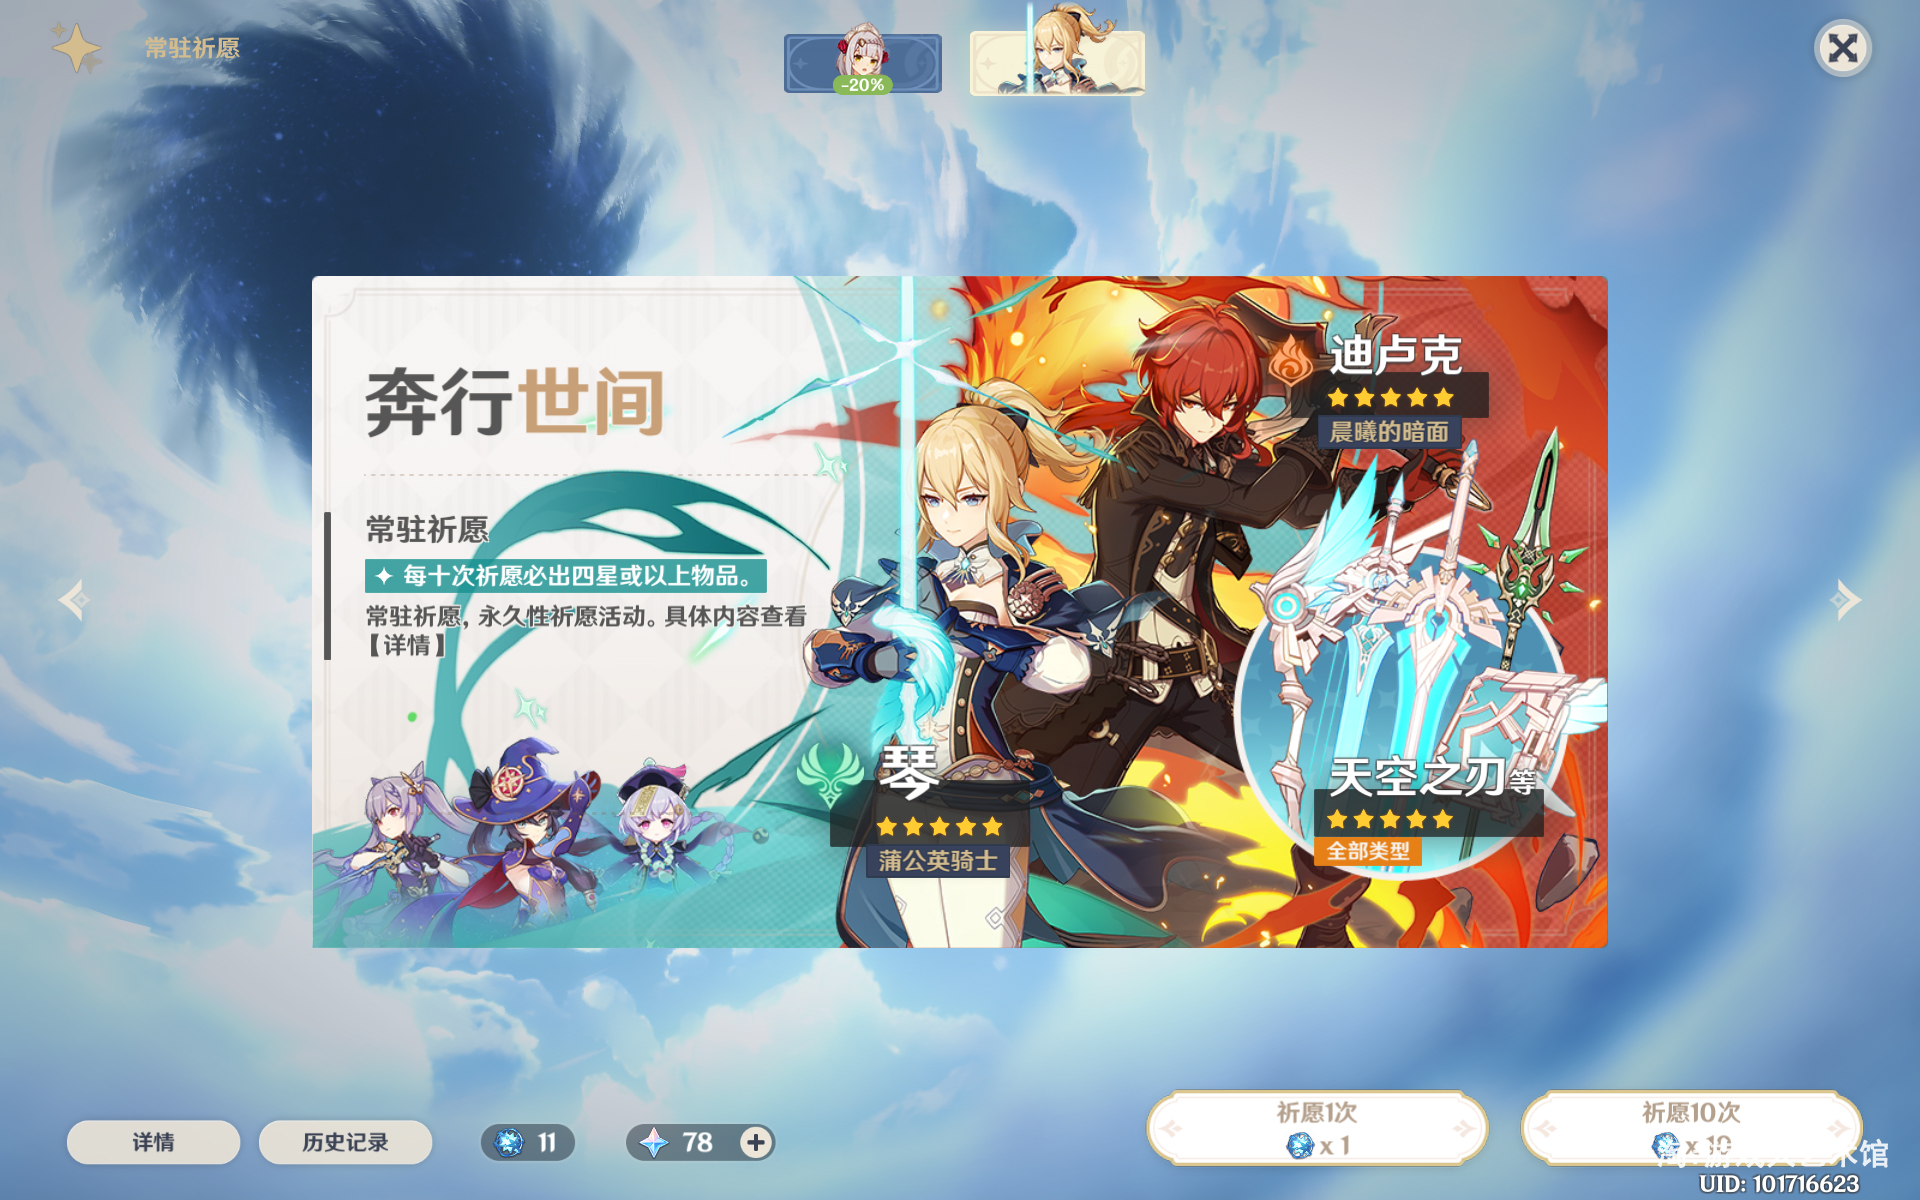 常驻祈愿
-20%
奔行世间
常驻祈愿
每十次祈愿必出四星或以上物品。
常驻祈愿，永久性祈愿活动。具体内容查看
【详情】
迪卢克
晨曦的暗面
琴
蒲公英骑士
天空之刃等
全部类型
详情
历史记录
11
78
祈愿1次
x 1
祈愿10次
x 10
UID: 101716623